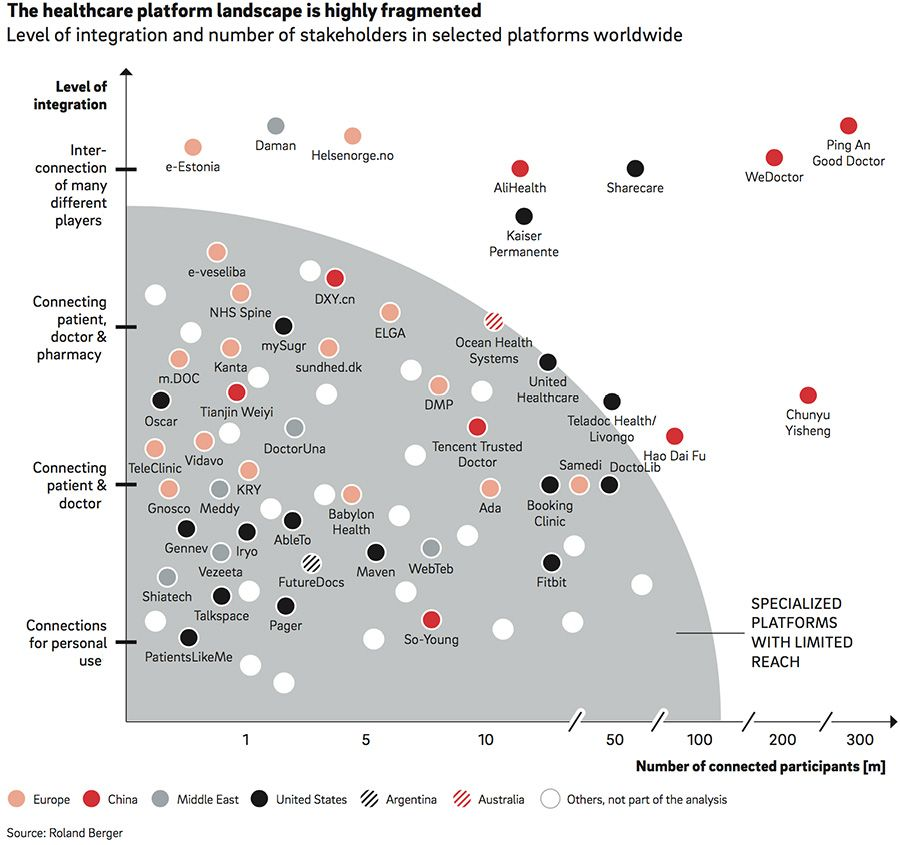 The healthcare platform landscape is highly fragmented
Level of integration and number of stakeholders in selected platforms worldwide
Level of
integration
Inter-
connection
of many
different
players
Connecting
patient,
doctor &
pharmacy
Connecting
patient &
doctor
Connections
for personal
use
e-Estonia
Daman
Helsenorge.no
AliHealth
Sharecare
WeDoctor
Ping An
Good Doctor
Kaiser
Permanente
e-veseliba
NHS Spine
DXY.cn
mySugr
ELGA
Ocean Health
Systems
m.DOC
Kanta
sundhed.dk
United
Healthcare
Oscar
Tianjin Weiyi
DMP
Teladoc Health/
Livongo
Chunyu
Yisheng
TeleClinic
Vidavo
DoctorUna
Tencent Trusted
Doctor
Hao Dai Fu
Gnosco
Meddy
KRY
Babylon
Health
Ada
Booking
Clinic
Samedi
DoctoLib
Gennev
Iryo
AbleTo
Vezeeta
FutureDocs
Maven
WebTeb
Fitbit
Shiatech
Talkspace
Pager
So-Young
PatientsLikeMe
SPECIALIZED
PLATFORMS
WITH LIMITED
REACH
1 5 10 50 100 200 300
Number of connected participants [m]
Europe China Middle East United States Argentina Australia Others, not part of the analysis
Source: Roland Berger